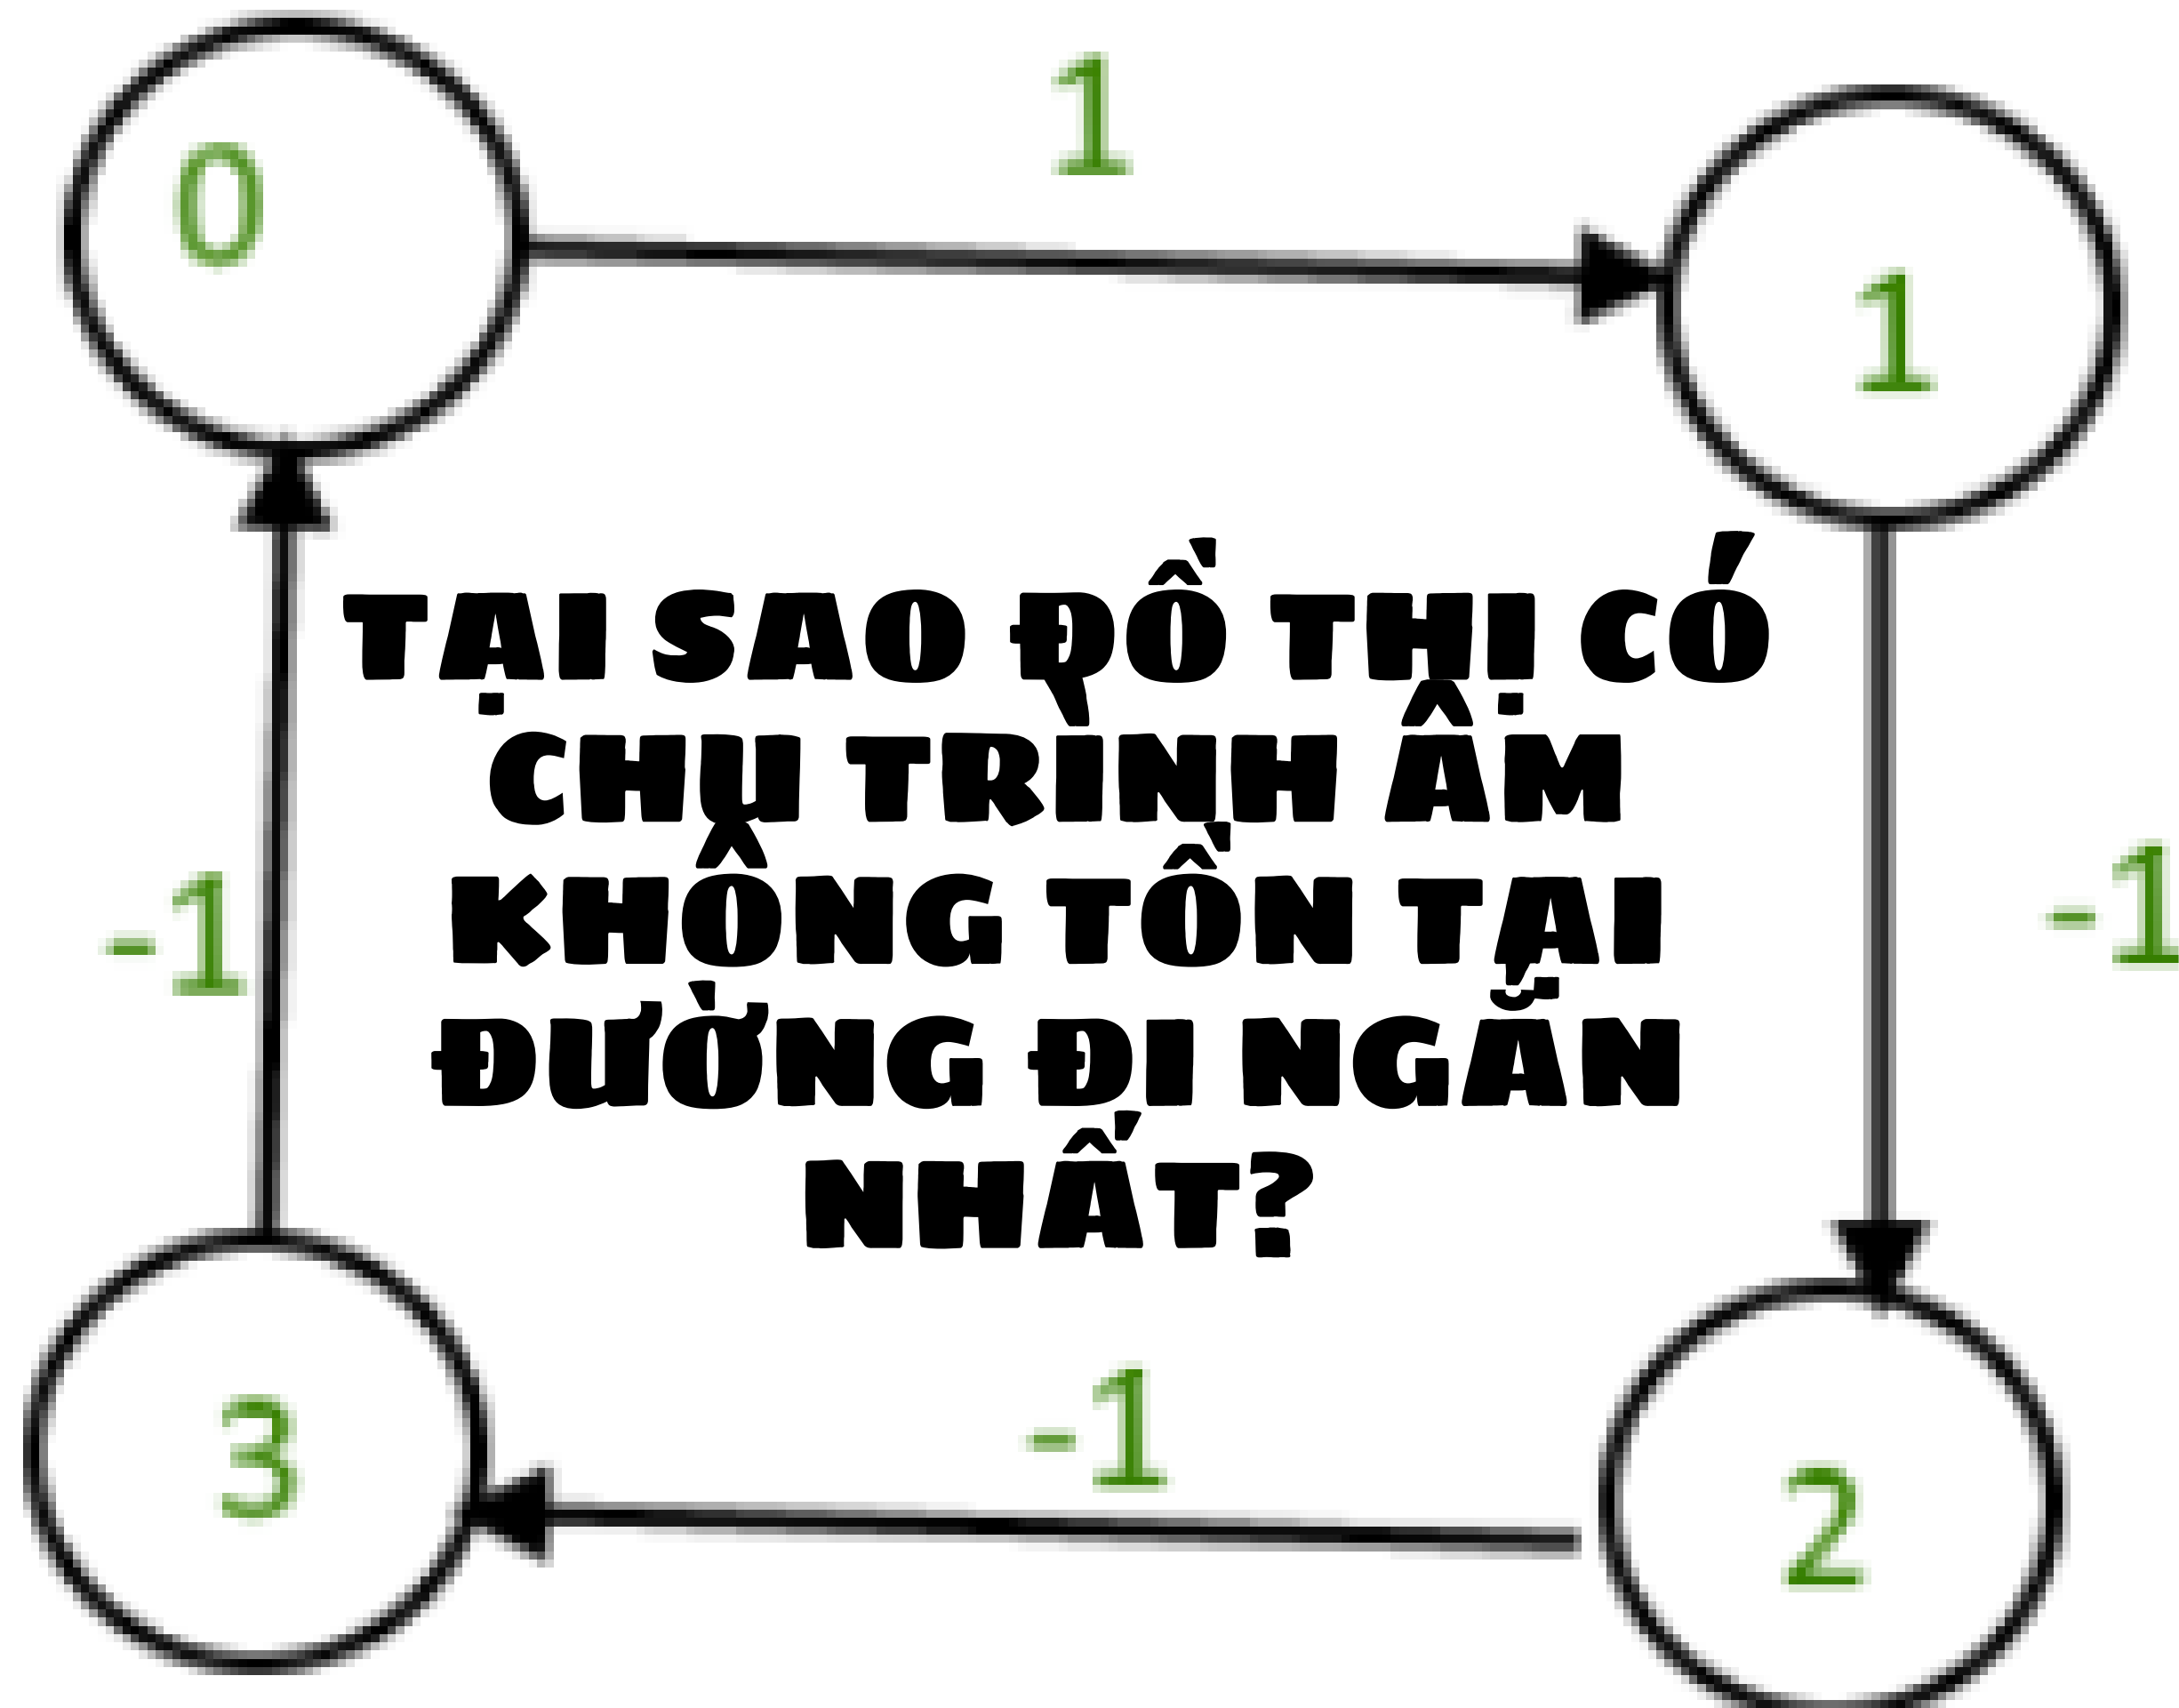 1
0
1
TẠI SAO ĐỒ THỊ CÓ
CHU TRÌNH ÂM
KHÔNG TỒN TẠI
ĐƯỜNG ĐI NGẮN
NHẤT?
-1
-1
-1
3
2